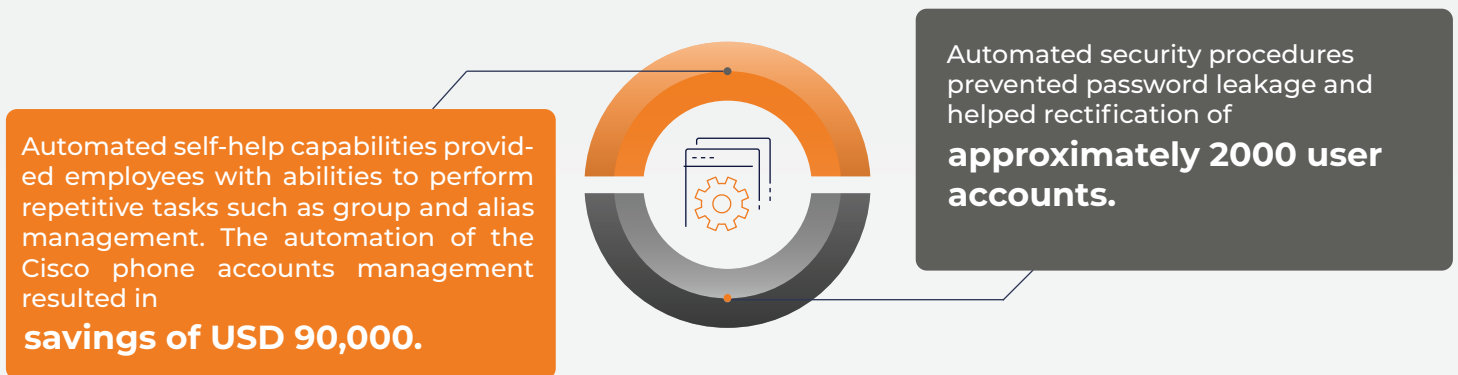 Automated self-help capabilities provid-
ed employees with abilities to perform
repetitive tasks such as group and alias
management. The automation of the
Cisco phone accounts management
resulted in
savings of USD 90,000.
Automated security procedures
prevented password leakage and
helped rectification of
approximately 2000 user
accounts.